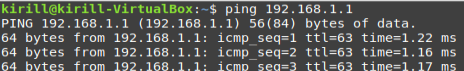 kirill@kirill-VirtualBox:~$ ping 192.168.1.1
PING 192.168.1.1 (192.168.1.1) 56(84) bytes of data.
64 bytes from 192.168.1.1: icmp_seq=1 ttl=63 time=1.22 ms
64 bytes from 192.168.1.1: icmp_seq=2 ttl=63 time=1.16 ms
64 bytes from 192.168.1.1: icmp_seq=3 ttl=63 time=1.17 ms